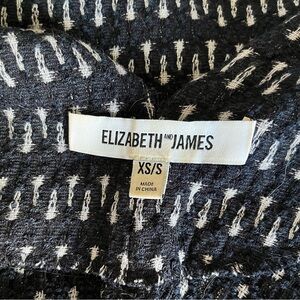 ELIZABETH AND JAMES
XS/S
MADE
IN CHINA